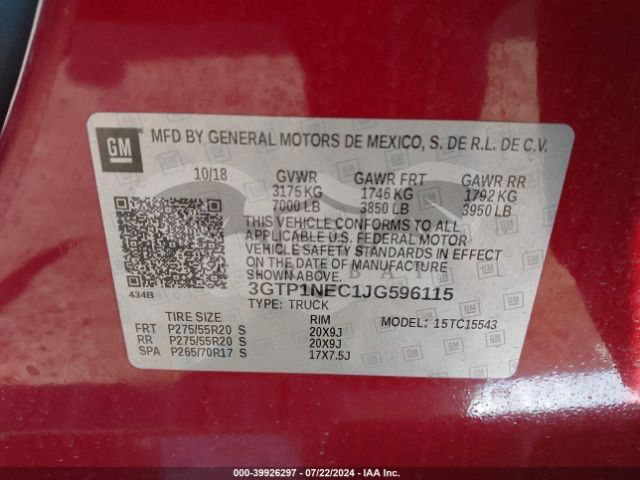 GM MFD BY GENERAL MOTORS DE MEXICO, S. DE R.L. DE C.V.
10/18 GVWR GAWR FRT GAWR RR
3175 KG 1746 KG 1792 KG
7000 LB 3850 LB 3950 LB
THIS VEHICLE CONFORMS TO ALL
APPLICABLE U.S. FEDERAL MOTOR
VEHICLE SAFETY STANDARDS IN EFFECT
ON THE DATE OF MANUFACTURE
SHOWN ABOVE.
434B 3GTP1NEC1JG596115
TYPE: TRUCK
TIRE SIZE RIM MODEL: 15TC15543
FRT P275/55R20 S 20X9J
RR P275/55R20 S 20X9J
SPA P265/70R17 S 17X7.5J
000-39926297 - 07/22/2024 - IAA Inc.